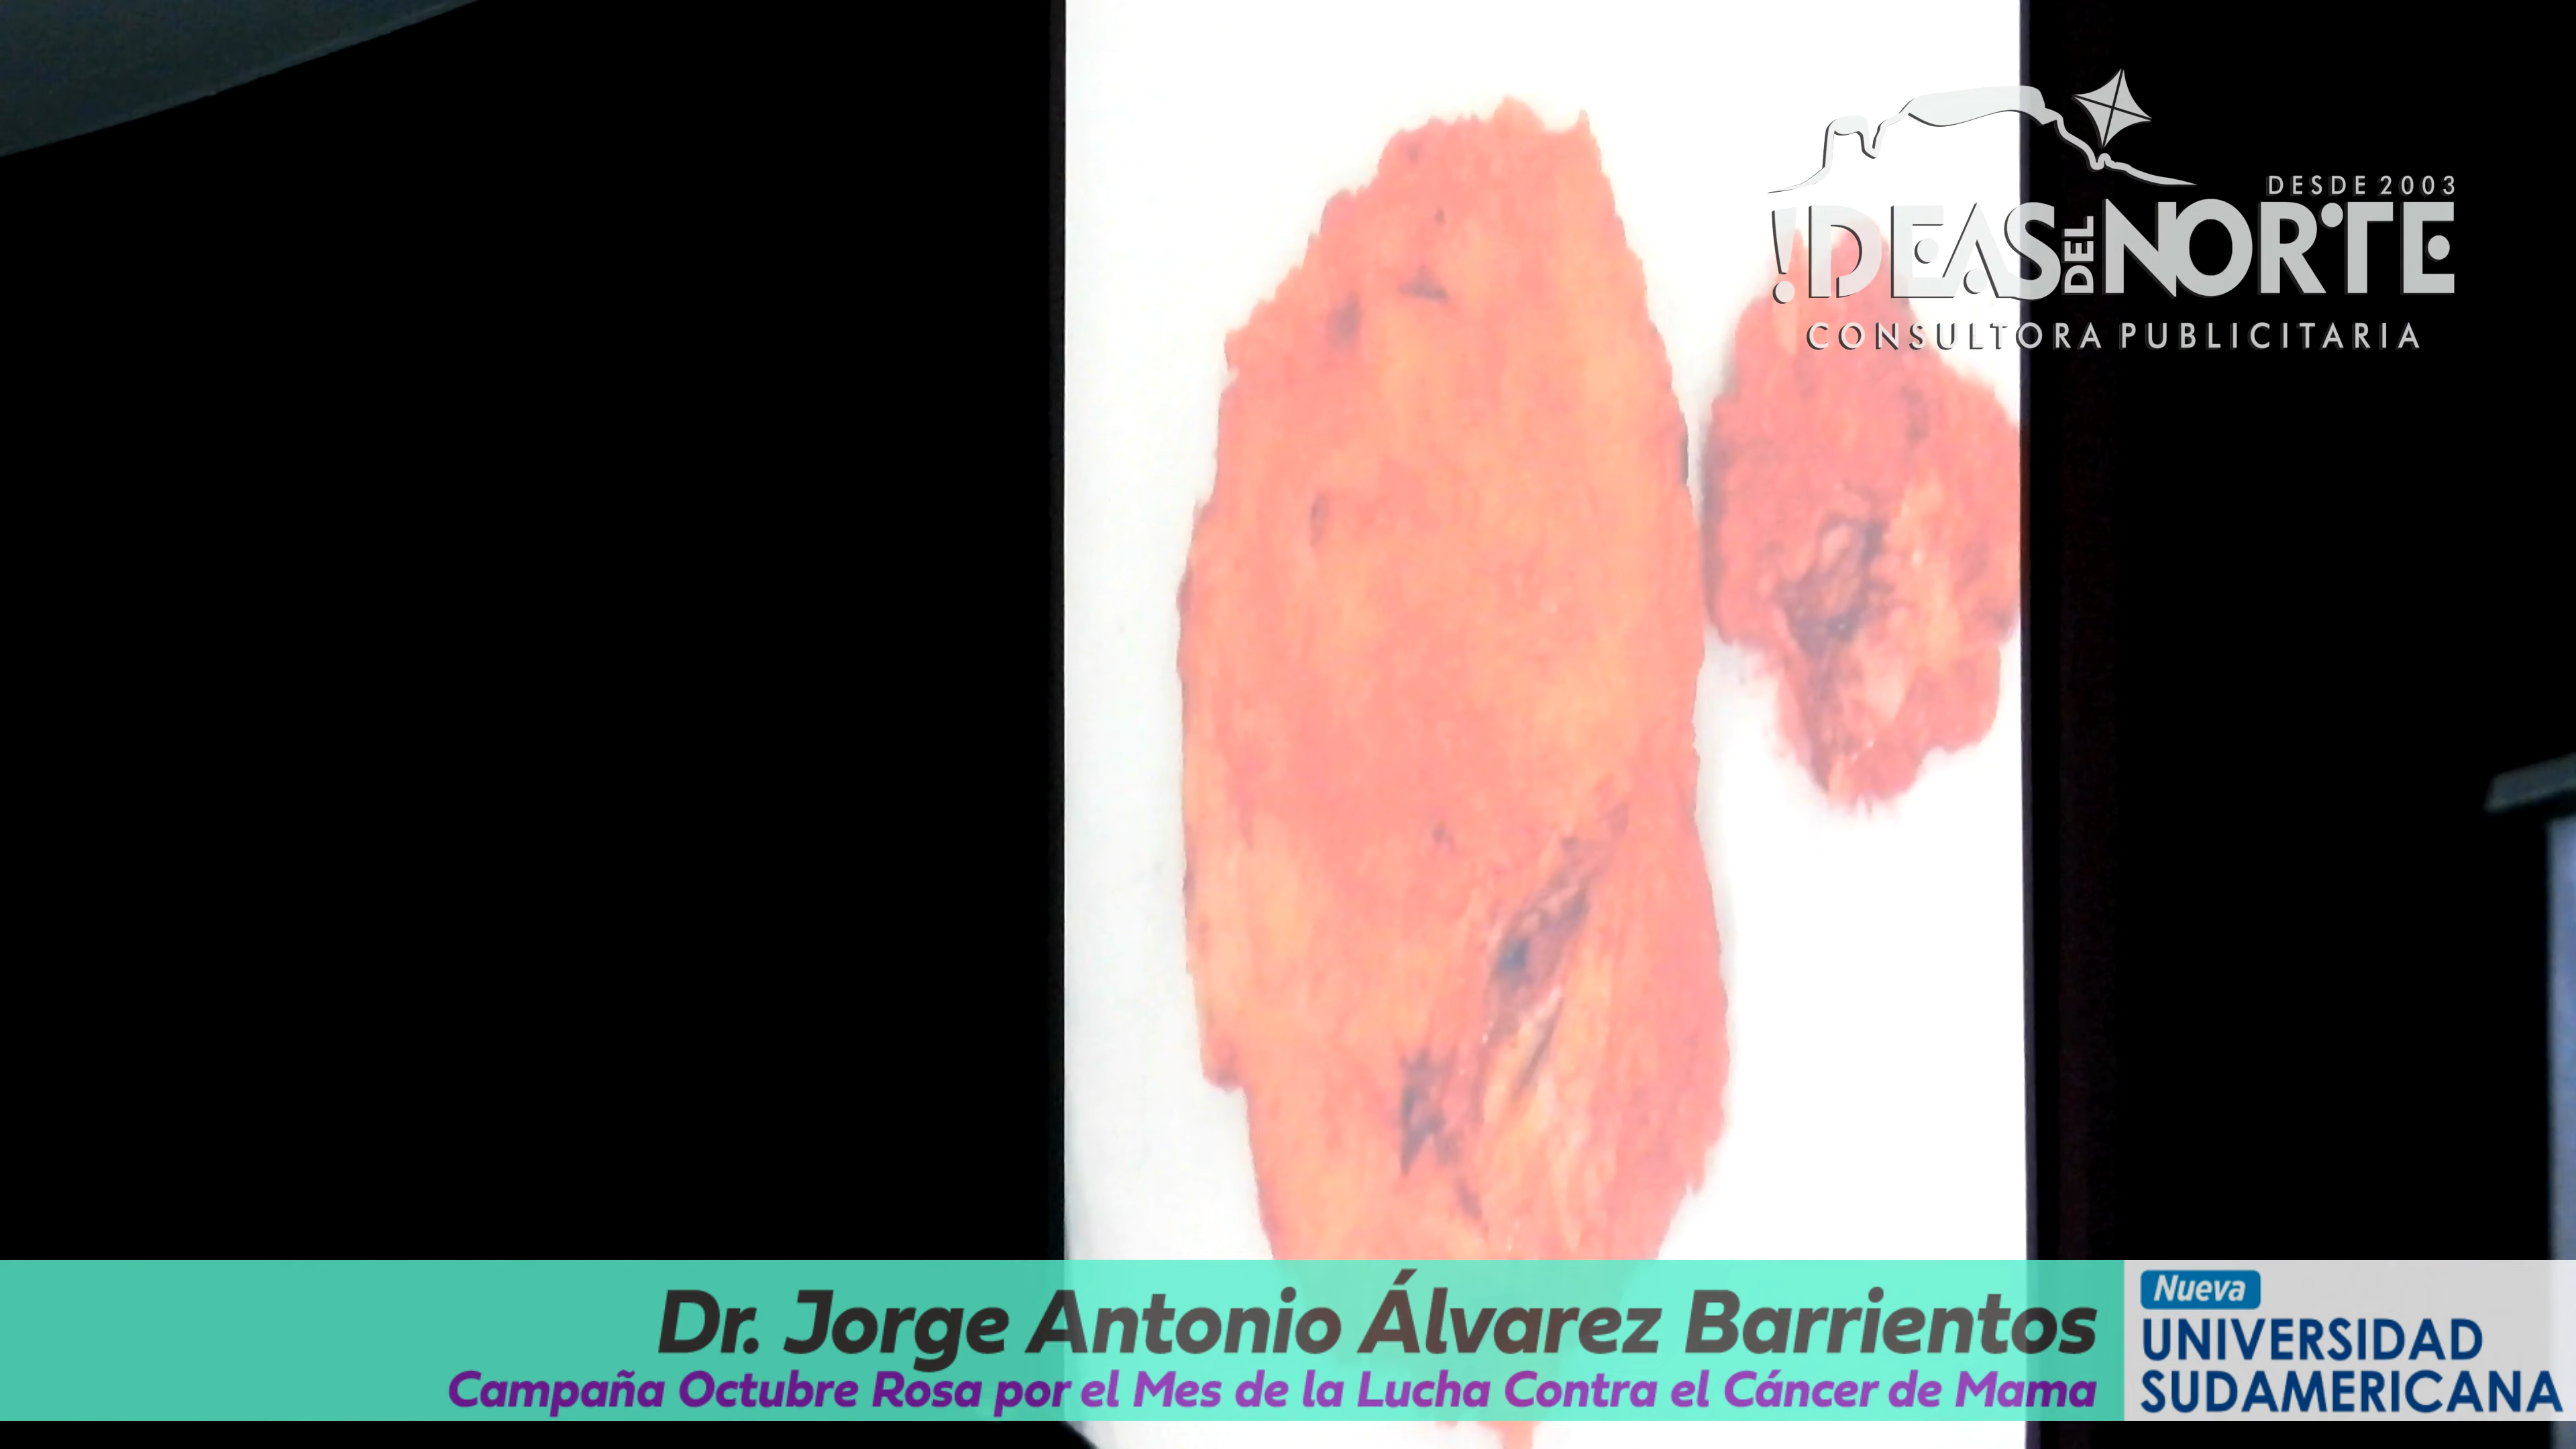 DESDE 2003
!DEAS DEL NORTE
CONSULTORA PUBLICITARIA
Dr. Jorge Antonio Álvarez Barrientos
Campaña Octubre Rosa por el Mes de la Lucha Contra el Cáncer de Mama
Nueva
UNIVERSIDAD
SUDAMERICANA